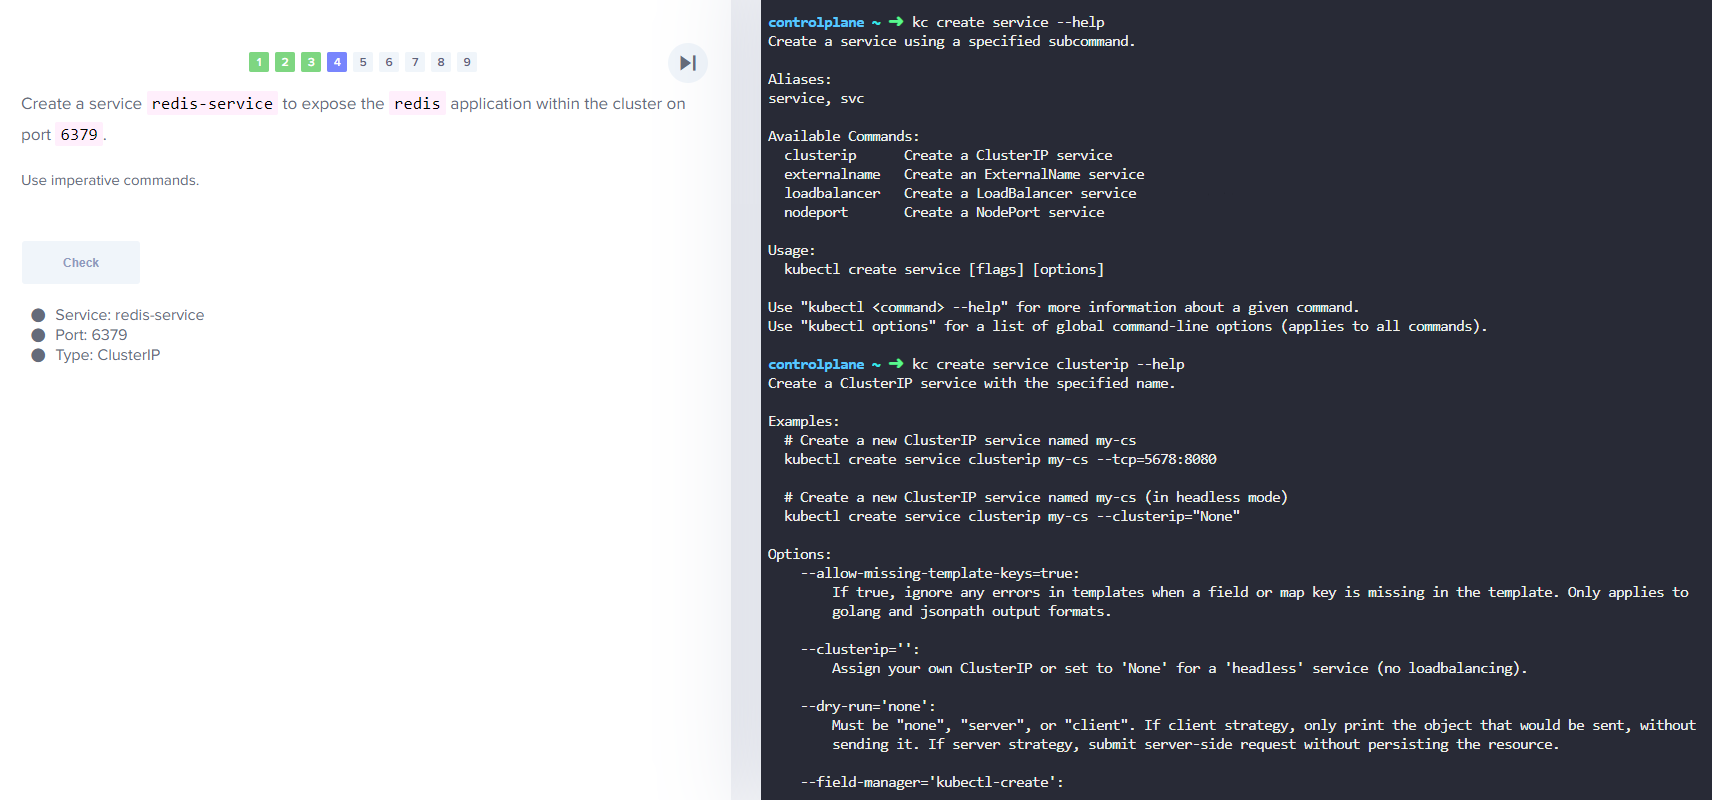 1 2 3 4 5 6 7 8 9
Create a service redis-service to expose the redis application within the cluster on
port 6379.
Use imperative commands.
Check
Service: redis-service
Port: 6379
Type: ClusterIP
controlplane ~ ➜ kc create service --help
Create a service using a specified subcommand.
Aliases:
service, svc
Available Commands:
clusterip Create a ClusterIP service
externalname Create an ExternalName service
loadbalancer Create a LoadBalancer service
nodeport Create a NodePort service
Usage:
kubectl create service [flags] [options]
Use "kubectl <command> --help" for more information about a given command.
Use "kubectl options" for a list of global command-line options (applies to all commands).
controlplane ~ ➜ kc create service clusterip --help
Create a ClusterIP service with the specified name.
Examples:
# Create a new ClusterIP service named my-cs
kubectl create service clusterip my-cs --tcp=5678:8080
# Create a new ClusterIP service named my-cs (in headless mode)
kubectl create service clusterip my-cs --clusterip="None"
Options:
--allow-missing-template-keys=true:
If true, ignore any errors in templates when a field or map key is missing in the template. Only applies to
golang and jsonpath output formats.
--clusterip='':
Assign your own ClusterIP or set to 'None' for a 'headless' service (no loadbalancing).
--dry-run='none':
Must be "none", "server", or "client". If client strategy, only print the object that would be sent, without
sending it. If server strategy, submit server-side request without persisting the resource.
--field-manager='kubectl-create':